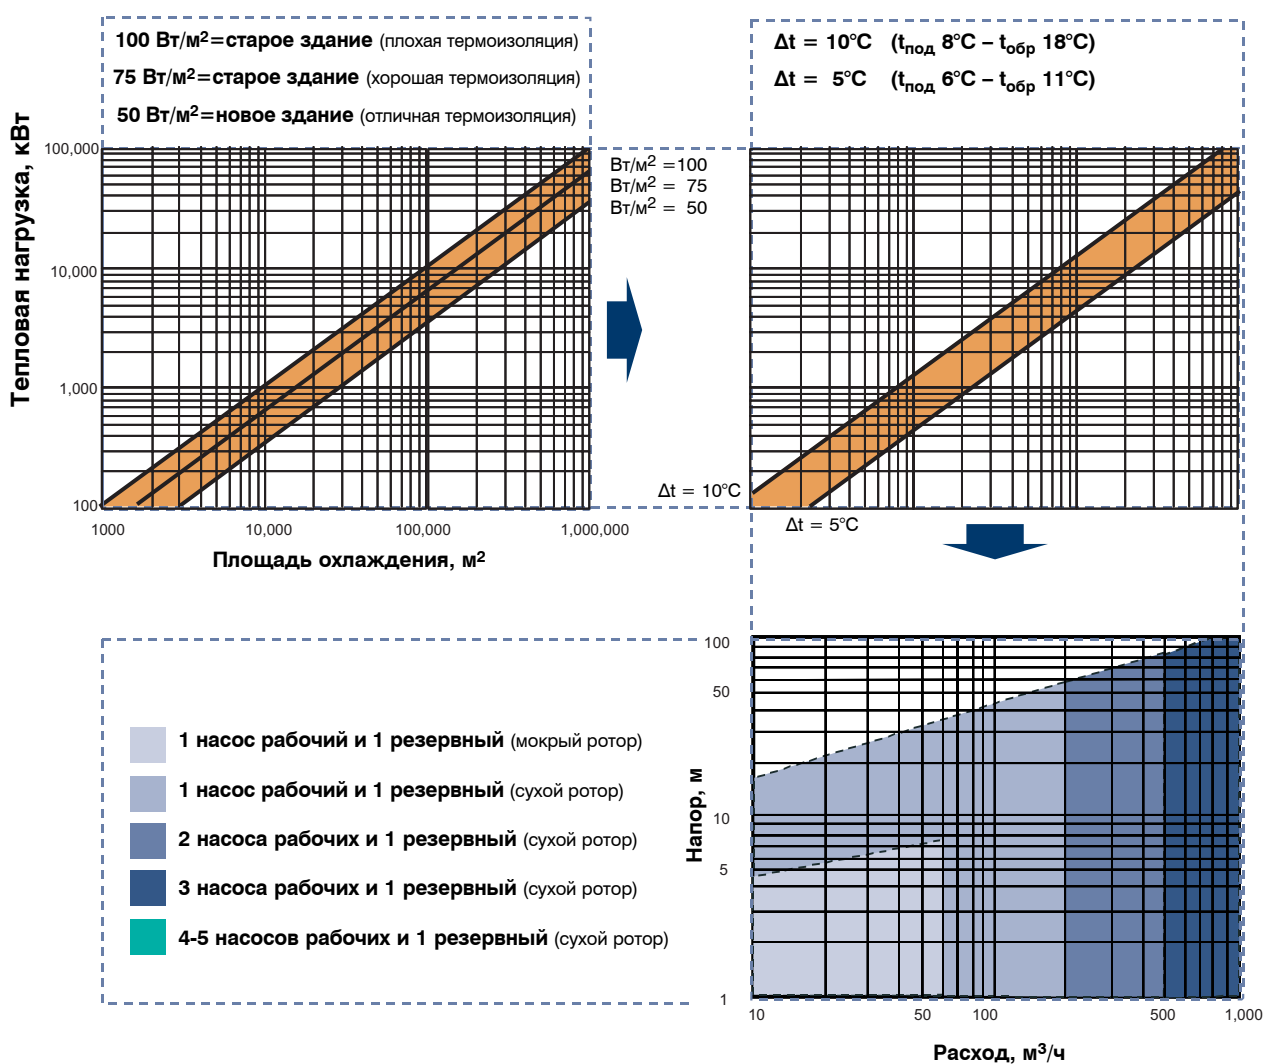 100 Вт/м²=старое здание (плохая термоизоляция)
75 Вт/м²=старое здание (хорошая термоизоляция)
50 Вт/м²=новое здание (отличная термоизоляция)
Δt = 10°C (tпод 8°C – tобр 18°C)
Δt = 5°C (tпод 6°C – tобр 11°C)
Тепловая нагрузка, кВт
100,000
10,000
1,000
100
1000
10,000
100,000
1,000,000
Площадь охлаждения, м²
Вт/м² =100
Вт/м² = 75
Вт/м² = 50
Δt = 10°C
Δt = 5°C
1 насос рабочий и 1 резервный (мокрый ротор)
1 насос рабочий и 1 резервный (сухой ротор)
2 насоса рабочих и 1 резервный (сухой ротор)
3 насоса рабочих и 1 резервный (сухой ротор)
4-5 насосов рабочих и 1 резервный (сухой ротор)
Напор, м
100
50
10
5
1
10
50
100
500
1,000
Расход, м³/ч